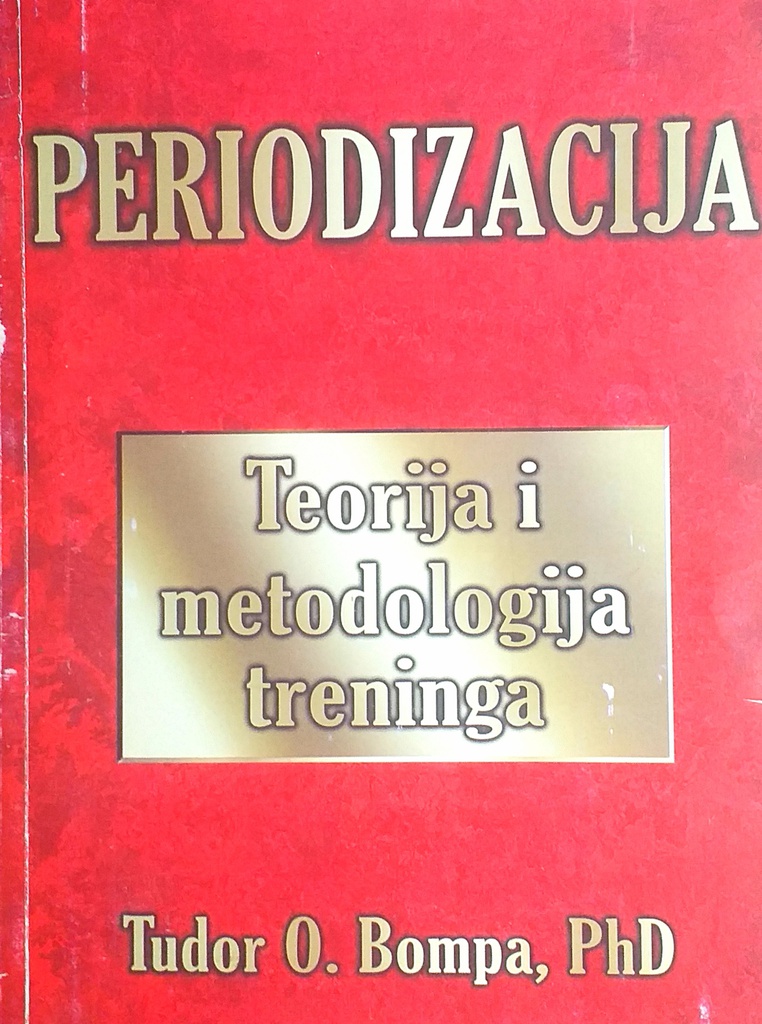 PERIODIZACIJA
Teorija i
metodologija
treninga
Tudor O. Bompa, PhD